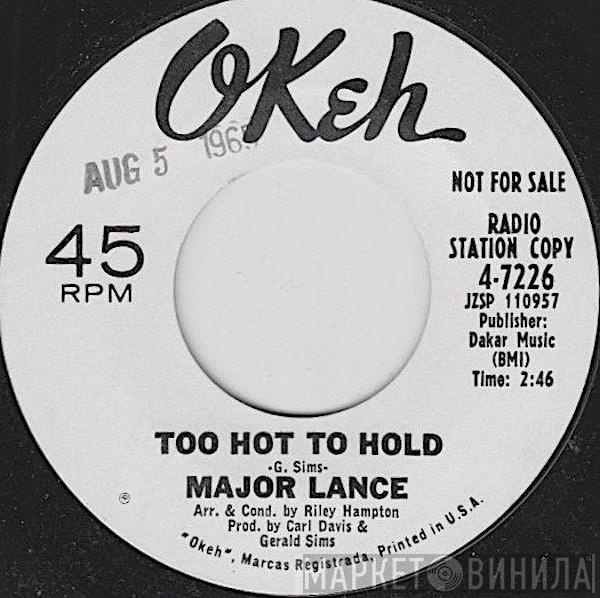 OKeh
AUG 5 1965
NOT FOR SALE
45
RPM
RADIO
STATION COPY
4-7226
JZSP 110957
Publisher:
Dakar Music
(BMI)
Time: 2:46
TOO HOT TO HOLD
-G. Sims-
MAJOR LANCE
Arr. & Cond. by Riley Hampton
Prod. by Carl Davis &
Gerald Sims
℗
"Okeh", Marcas Registrada, Printed in U.S.A.
МАРКЕТ ВИНИЛА